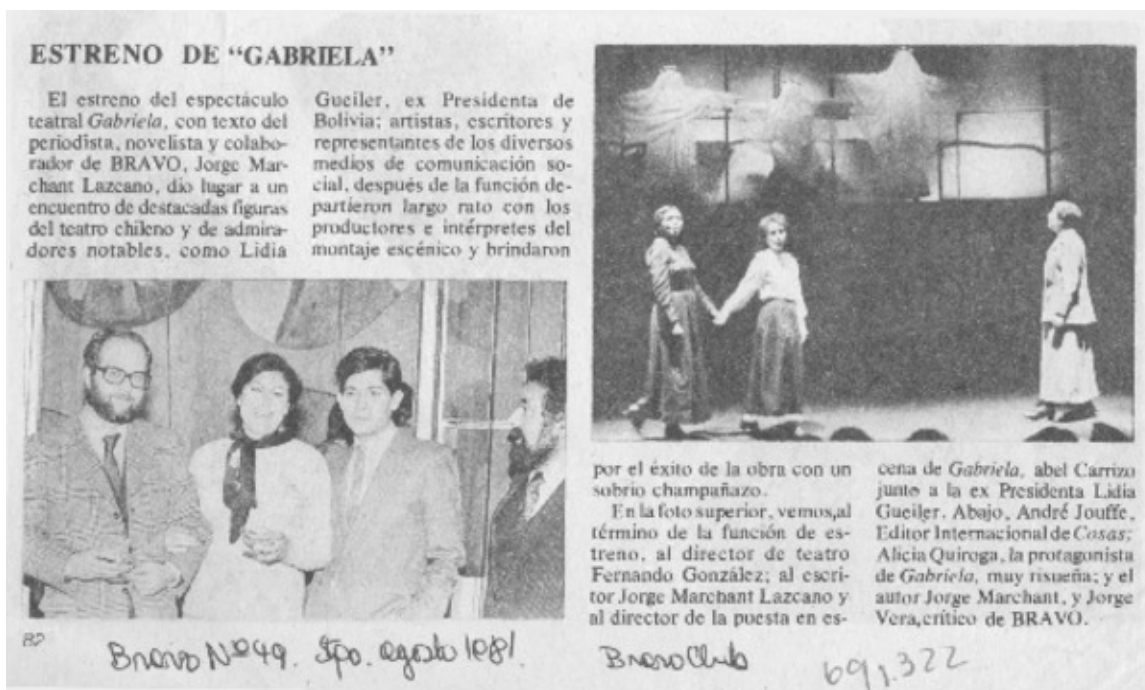 ESTRENO DE “GABRIELA”
El estreno del espectáculo
teatral Gabriela, con texto del
periodista, novelista y colabo-
rador de BRAVO, Jorge Mar-
chant Lazcano, dio lugar a un
encuentro de destacadas figuras
del teatro chileno y de admira-
dores notables, como Lidia
Gueiler, ex Presidenta de
Bolivia; artistas, escritores y
representantes de los diversos
medios de comunicación so-
cial, después de la función de-
partieron largo rato con los
productores e intérpretes del
montaje escénico y brindaron
por el éxito de la obra con un
sobrio champañazo.
En la foto superior, vemos,al
término de la función de es-
treno, al director de teatro
Fernando González; al escri-
tor Jorge Marchant Lazcano y
al director de la puesta en es-
cena de Gabriela, abel Carrizo
junto a la ex Presidenta Lidia
Gueiler. Abajo, André Jouffe,
Editor Internacional de Cosas;
Alicia Quiroga, la protagonista
de Gabriela, muy risueña; y el
autor Jorge Marchant, y Jorge
Vera,crítico de BRAVO.
82
Bravo Nº 49. Stgo. agosto 1981.
Bravo Club
691.322